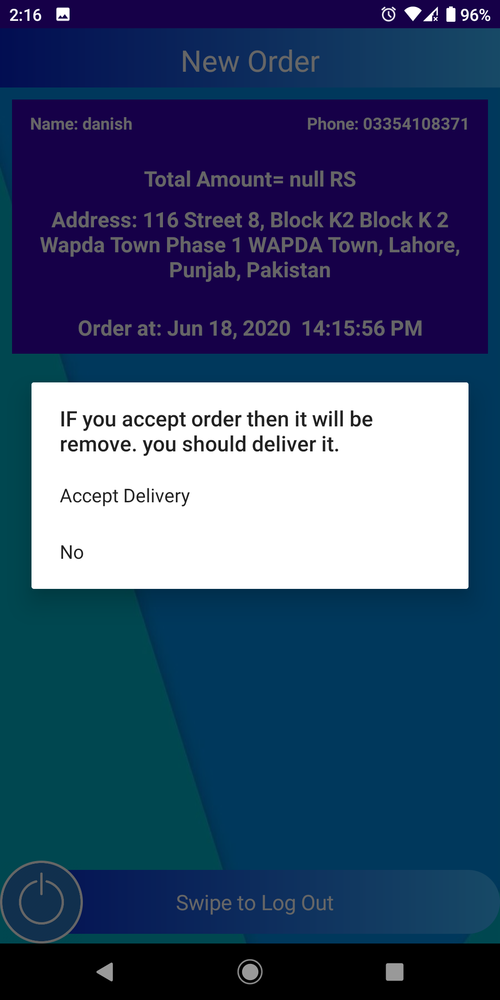 2:16
96%
New Order
Name: danish
Phone: 03354108371
Total Amount= null RS
Address: 116 Street 8, Block K2 Block K 2
Wapda Town Phase 1 WAPDA Town, Lahore,
Punjab, Pakistan
Order at: Jun 18, 2020  14:15:56 PM
IF you accept order then it will be
remove. you should deliver it.
Accept Delivery
No
Swipe to Log Out